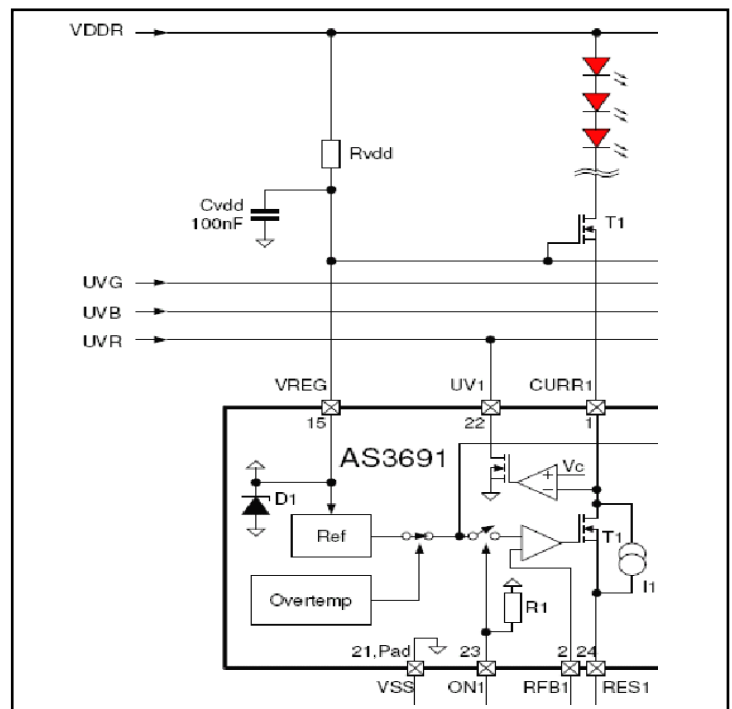 VDDR
Rvdd
Cvdd
100nF
T1
UVG
UVB
UVR
VREG
UV1
CURR1
15
22
1
AS3691
Vc
D1
Ref
T1
I1
Overtemp
R1
21,Pad
23
2
24
VSS
ON1
RFB1
RES1